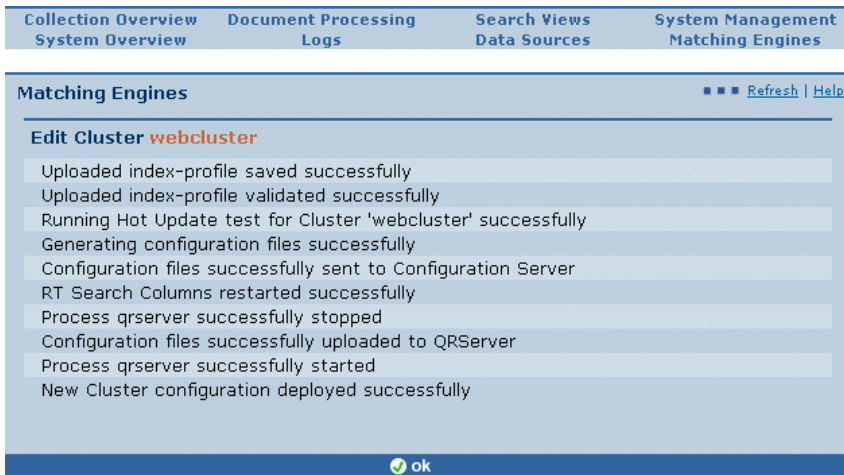 Collection Overview Document Processing Search Views System Management
System Overview Logs Data Sources Matching Engines
Matching Engines Refresh | Help
Edit Cluster webcluster
Uploaded index-profile saved successfully
Uploaded index-profile validated successfully
Running Hot Update test for Cluster 'webcluster' successfully
Generating configuration files successfully
Configuration files successfully sent to Configuration Server
RT Search Columns restarted successfully
Process qrserver successfully stopped
Configuration files successfully uploaded to QRServer
Process qrserver successfully started
New Cluster configuration deployed successfully
ok